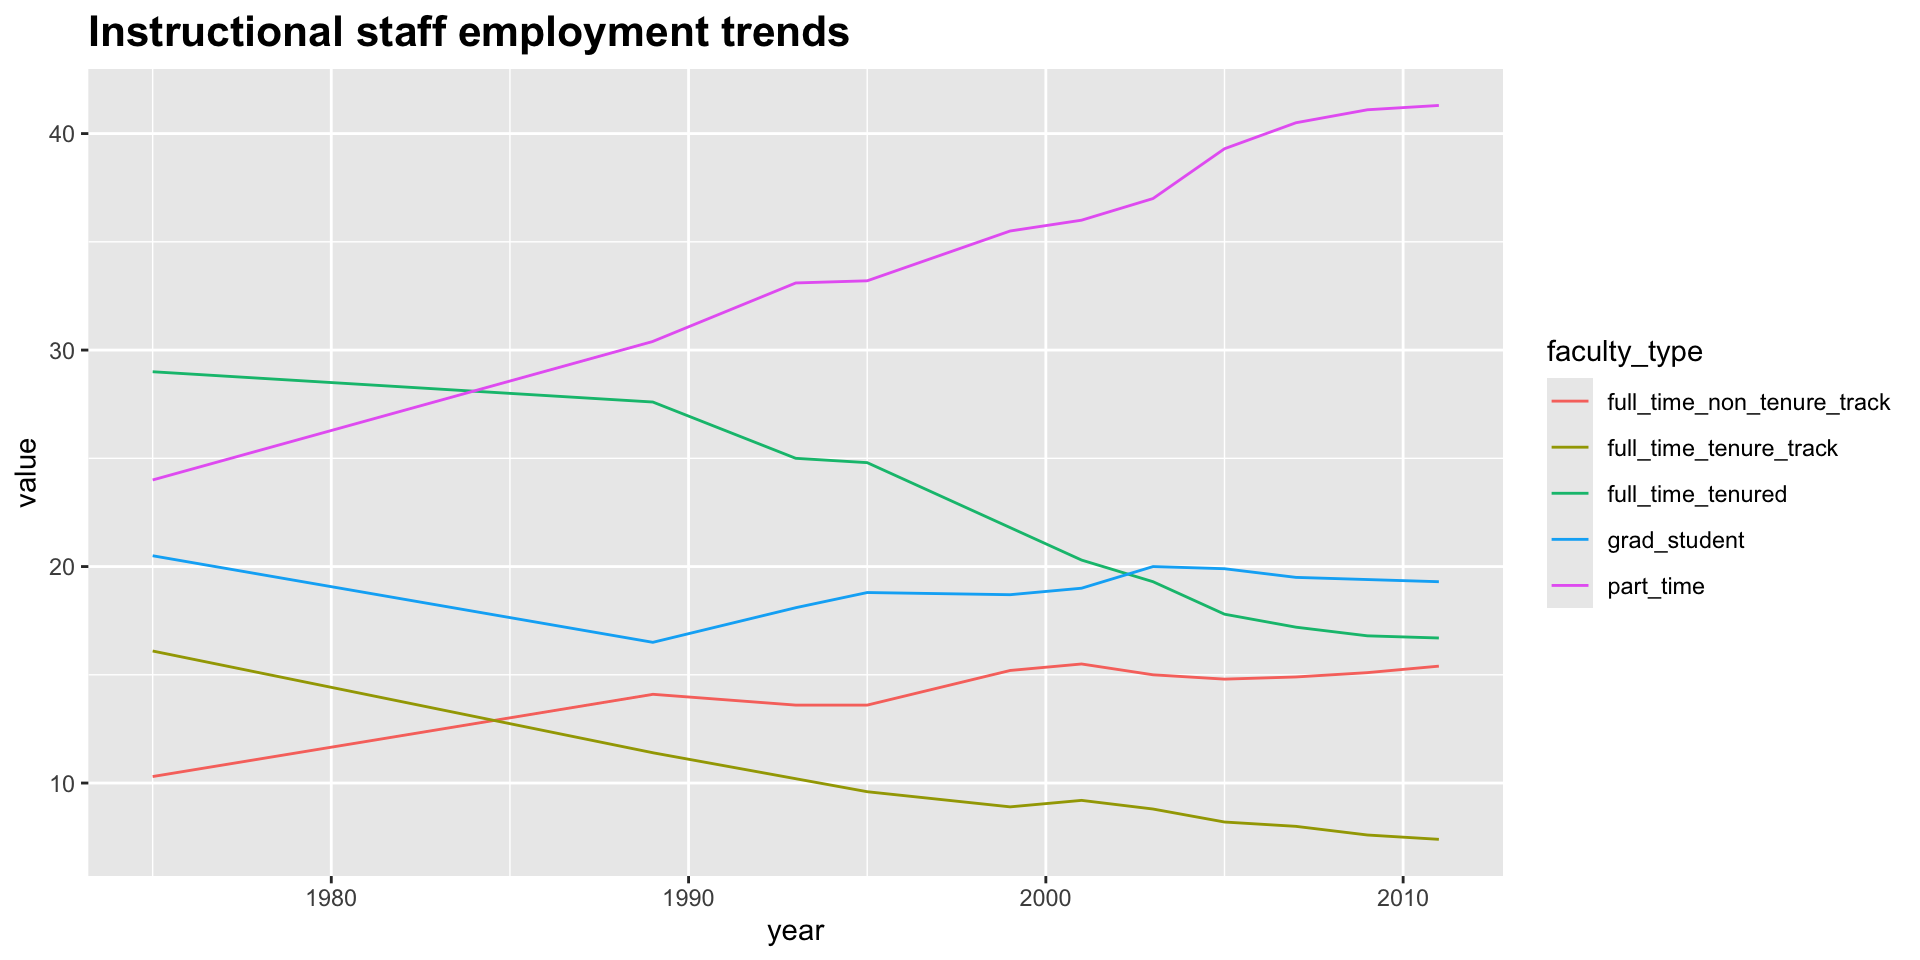 Instructional staff employment trends
40
30
20
10
value
1980
1990
2000
2010
year
faculty_type
full_time_non_tenure_track
full_time_tenure_track
full_time_tenured
grad_student
part_time